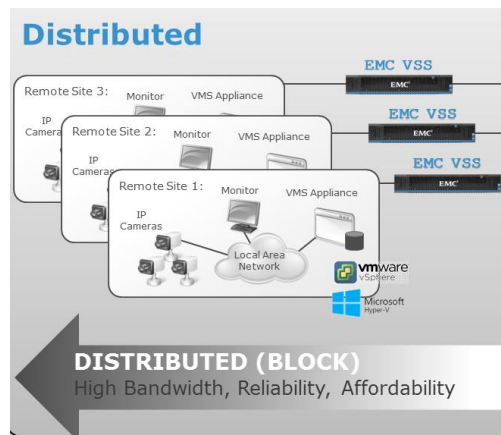 Distributed
EMC VSS
EMC
Remote Site 3:
Monitor
VMS Appliance
IP
Cameras
EMC VSS
EMC
Remote Site 2:
Monitor
VMS Appliance
IP
Cameras
EMC VSS
EMC
Remote Site 1:
Monitor
VMS Appliance
IP
Cameras
Local Area
Network
vmware
vSphere
Microsoft
Hyper-V
DISTRIBUTED (BLOCK)
High Bandwidth, Reliability, Affordability